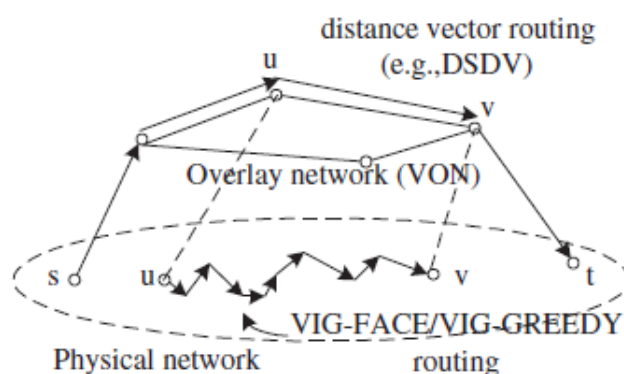 distance vector routing
(e.g.,DSDV)
u
v
Overlay network (VON)
s
u
v
t
VIG-FACE/VIG-GREEDY
routing
Physical network